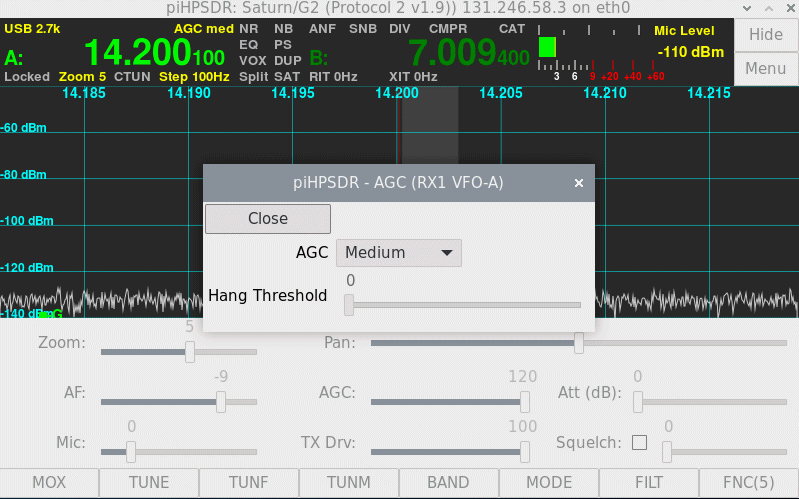 piHPSDR: Saturn/G2 (Protocol 2 v1.9)) 131.246.58.3 on eth0
USB 2.7k AGC med NR NB ANF SNB DIV CMPR CAT Mic Level Hide
A: 14.200100 EQ PS VOX DUP B: 7.009400 -110 dBm
Locked Zoom 5 CTUN Step 100Hz Split SAT RIT 0Hz XIT 0Hz 3 6 9 +20 +40 +60 Menu
14.185 14.190 14.195 14.200 14.205 14.210 14.215
-60 dBm
-80 dBm
-100 dBm
-120 dBm
-140 dBm
piHPSDR - AGC (RX1 VFO-A)
Close
AGC Medium
Hang Threshold 0
Zoom: 5 Pan:
AF: -9 AGC: 120 Att (dB): 0
Mic: 0 TX Drv: 100 Squelch: 0
MOX TUNE TUNF TUNM BAND MODE FILT FNC(5)